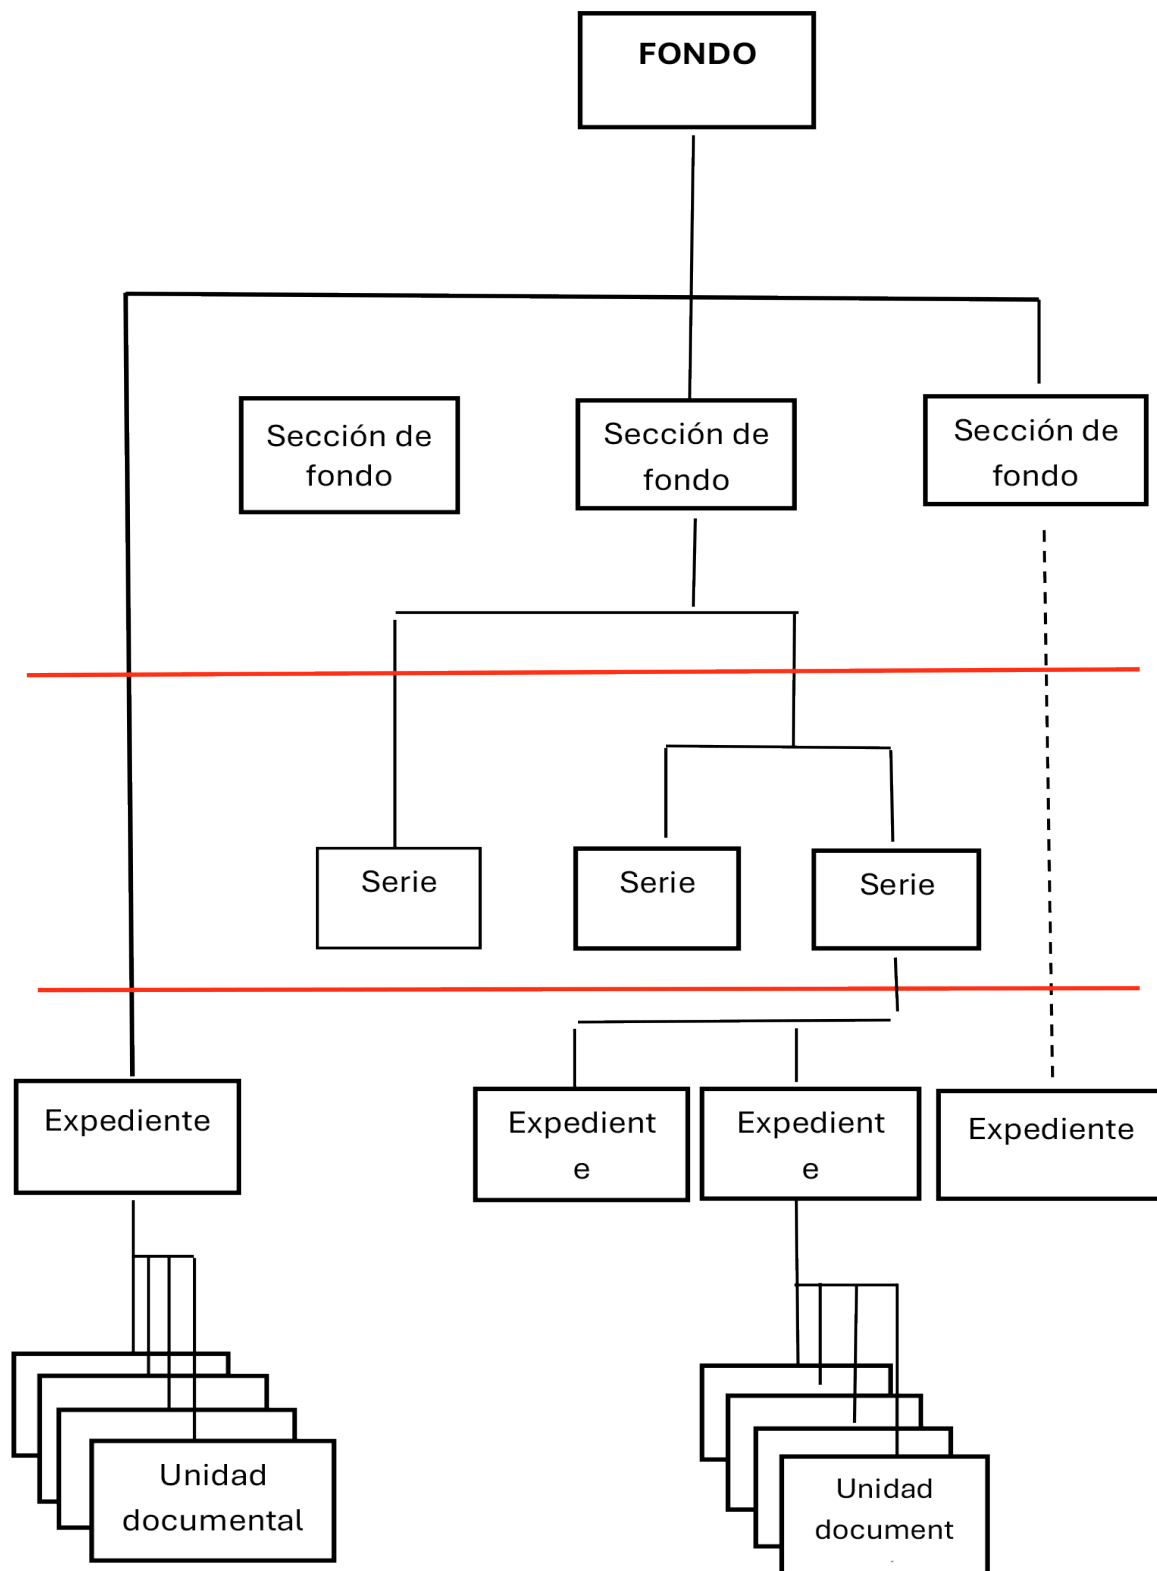 FONDO
Sección de
fondo
Sección de
fondo
Sección de
fondo
Serie
Serie
Serie
Expediente
Expedient
e
Expedient
e
Expediente
Unidad
documental
Unidad
document